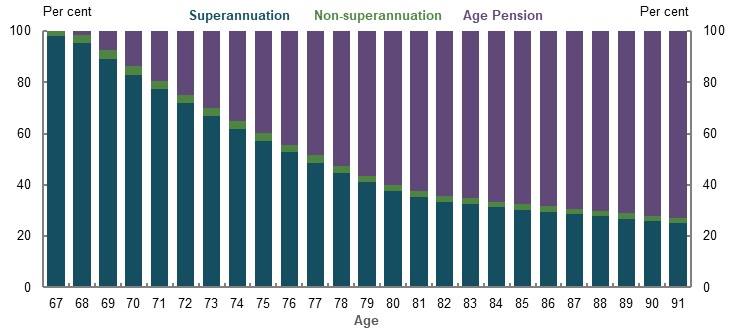 Per cent Superannuation Non-superannuation Age Pension Per cent
100 100
80 80
60 60
40 40
20 20
0 0
67 68 69 70 71 72 73 74 75 76 77 78 79 80 81 82 83 84 85 86 87 88 89 90 91
Age